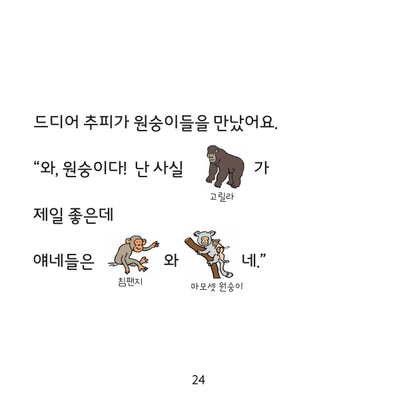 드디어 추피가 원숭이들을 만났어요.
“와, 원숭이다! 난 사실 가
고릴라
제일 좋은데
얘네들은 와 네.”
침팬지
마모셋 원숭이
24